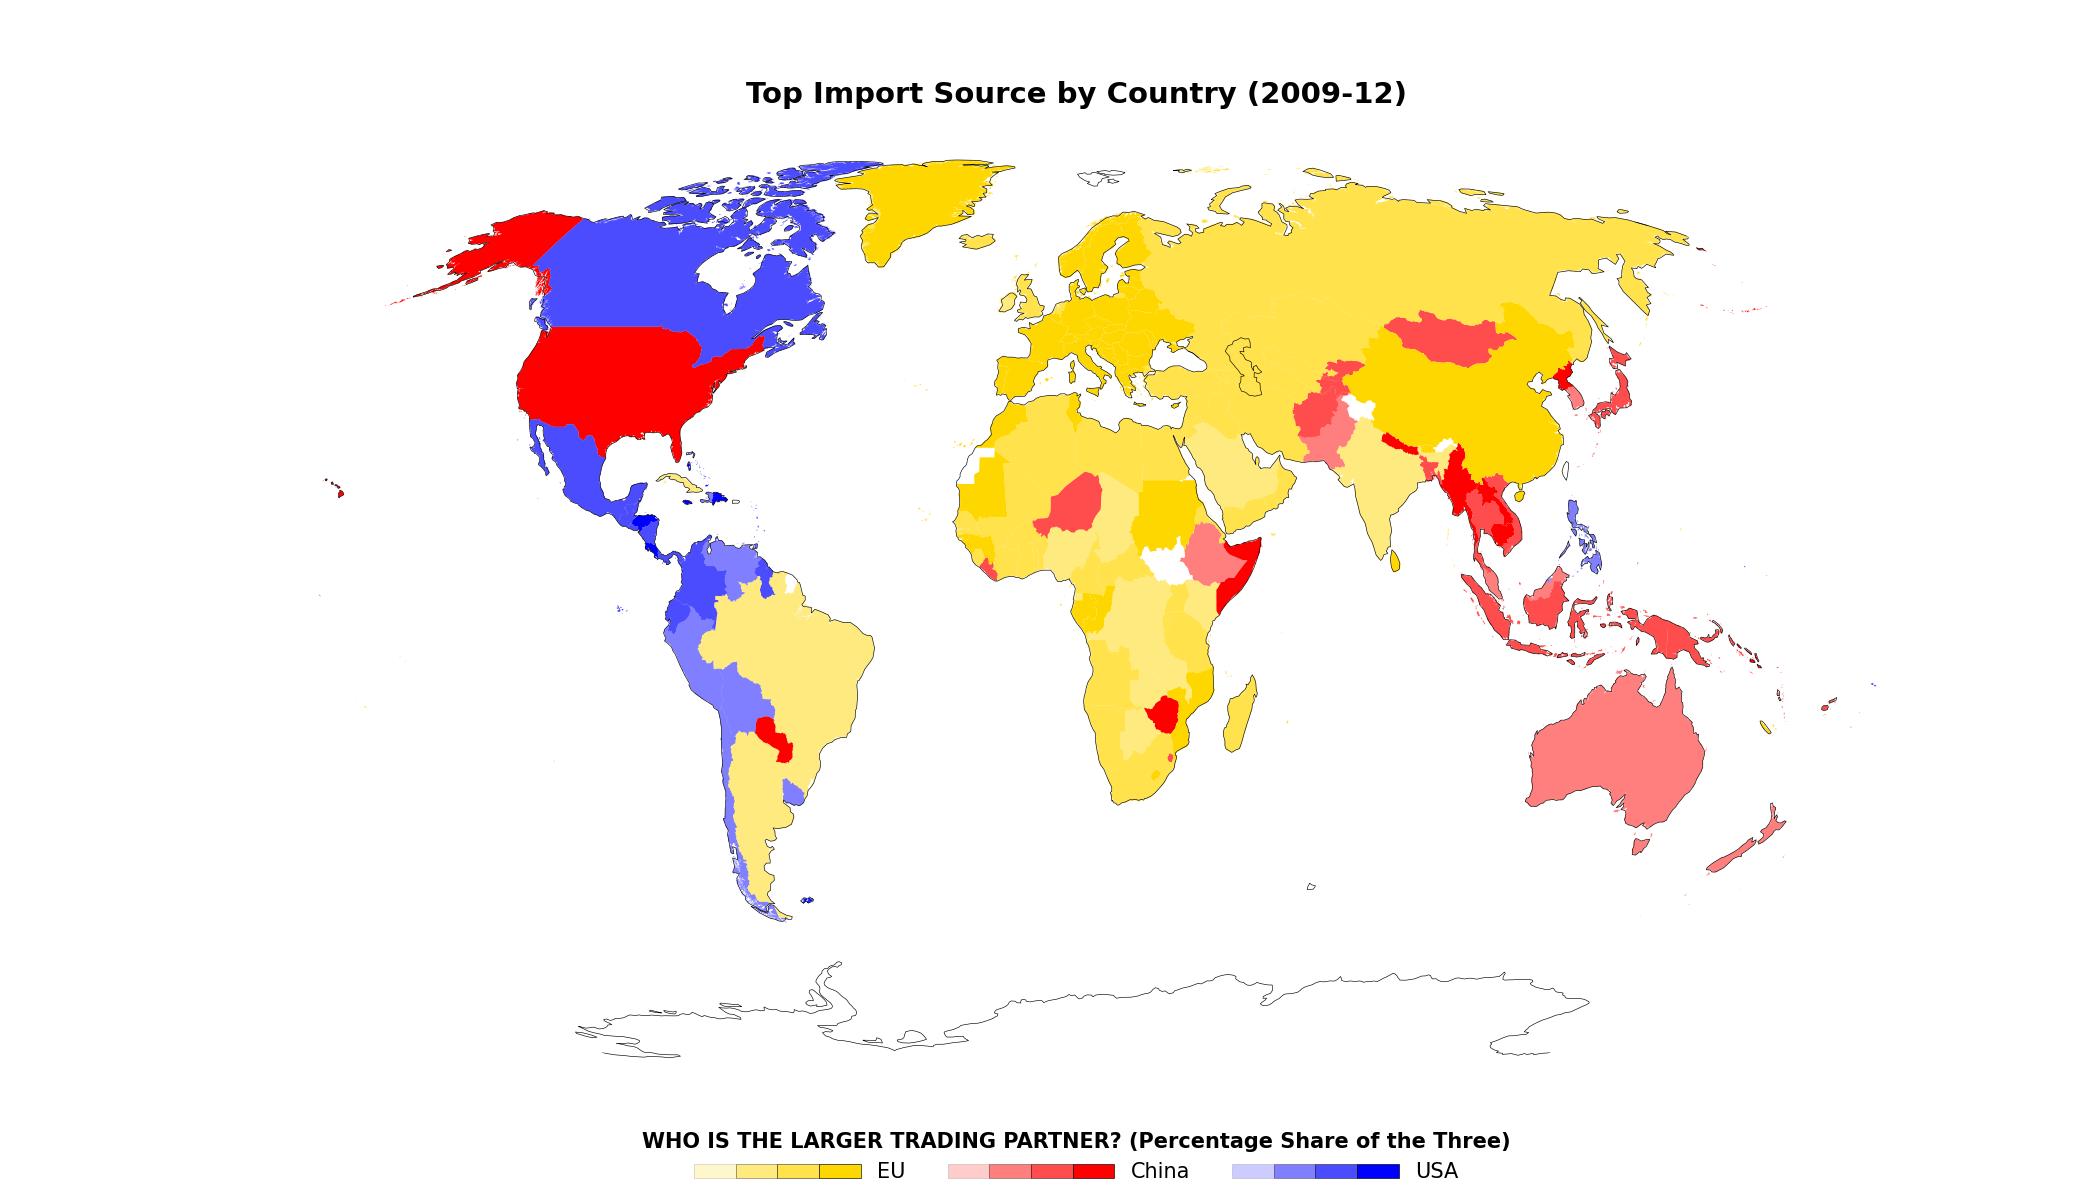 Top Import Source by Country (2009-12)
WHO IS THE LARGER TRADING PARTNER? (Percentage Share of the Three)
EU China USA